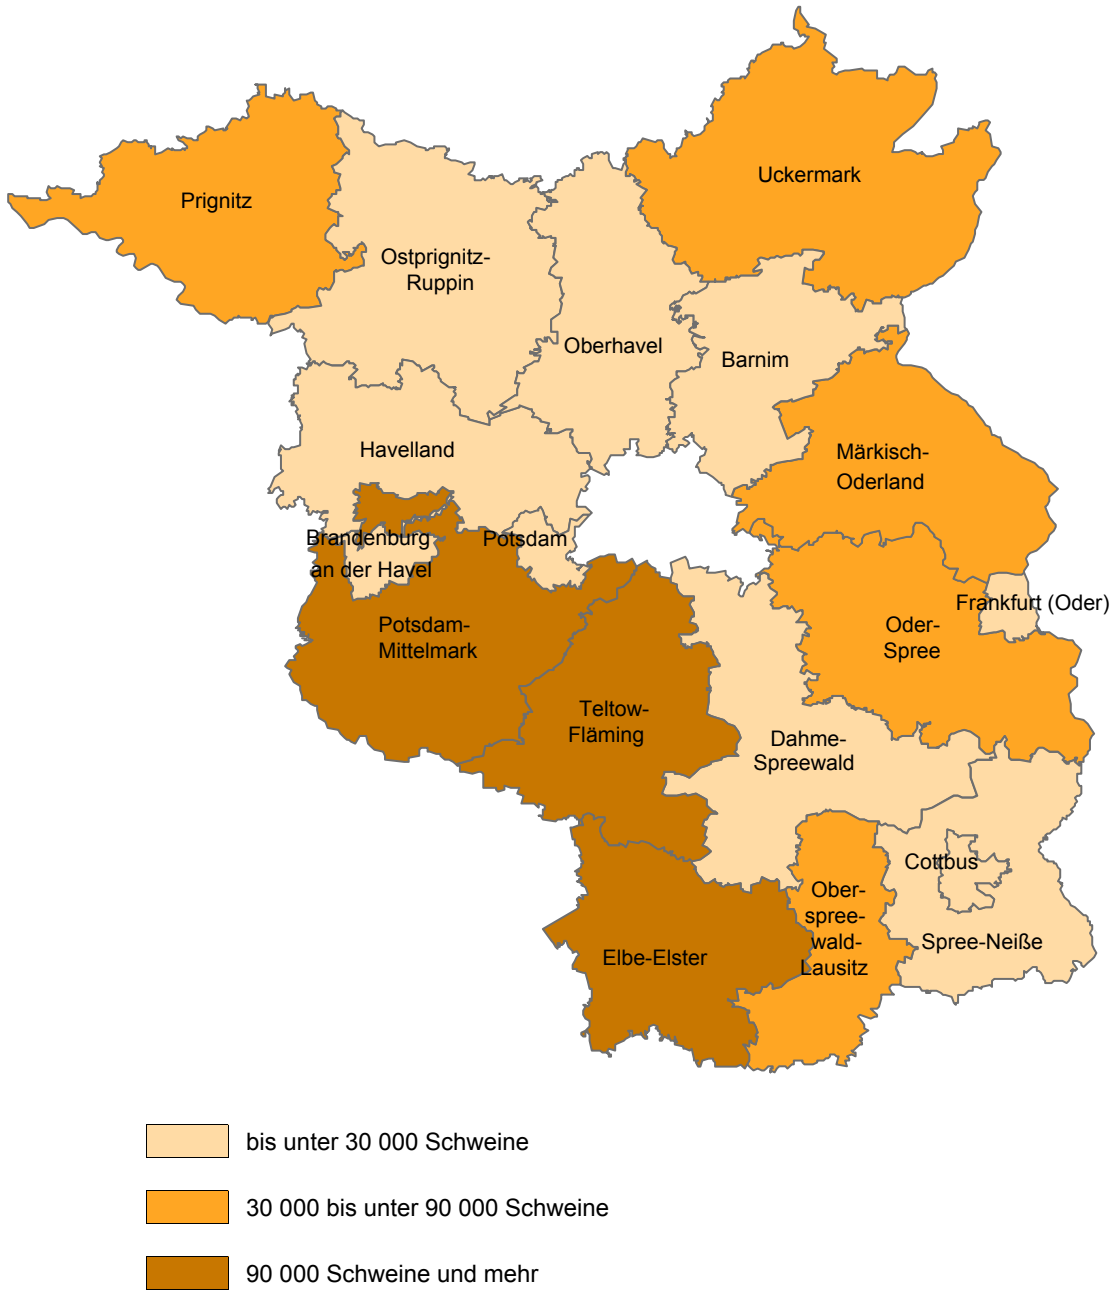 Uckermark
Prignitz
Ostprignitz-
Ruppin
Oberhavel
Barnim
Havelland
Märkisch-
Oderland
Brandenburg
an der Havel
Potsdam
Frankfurt (Oder)
Potsdam-
Mittelmark
Oder-
Spree
Teltow-
Fläming
Dahme-
Spreewald
Cottbus
Ober-
spree-
wald-
Lausitz
Spree-Neiße
Elbe-Elster
bis unter 30 000 Schweine
30 000 bis unter 90 000 Schweine
90 000 Schweine und mehr